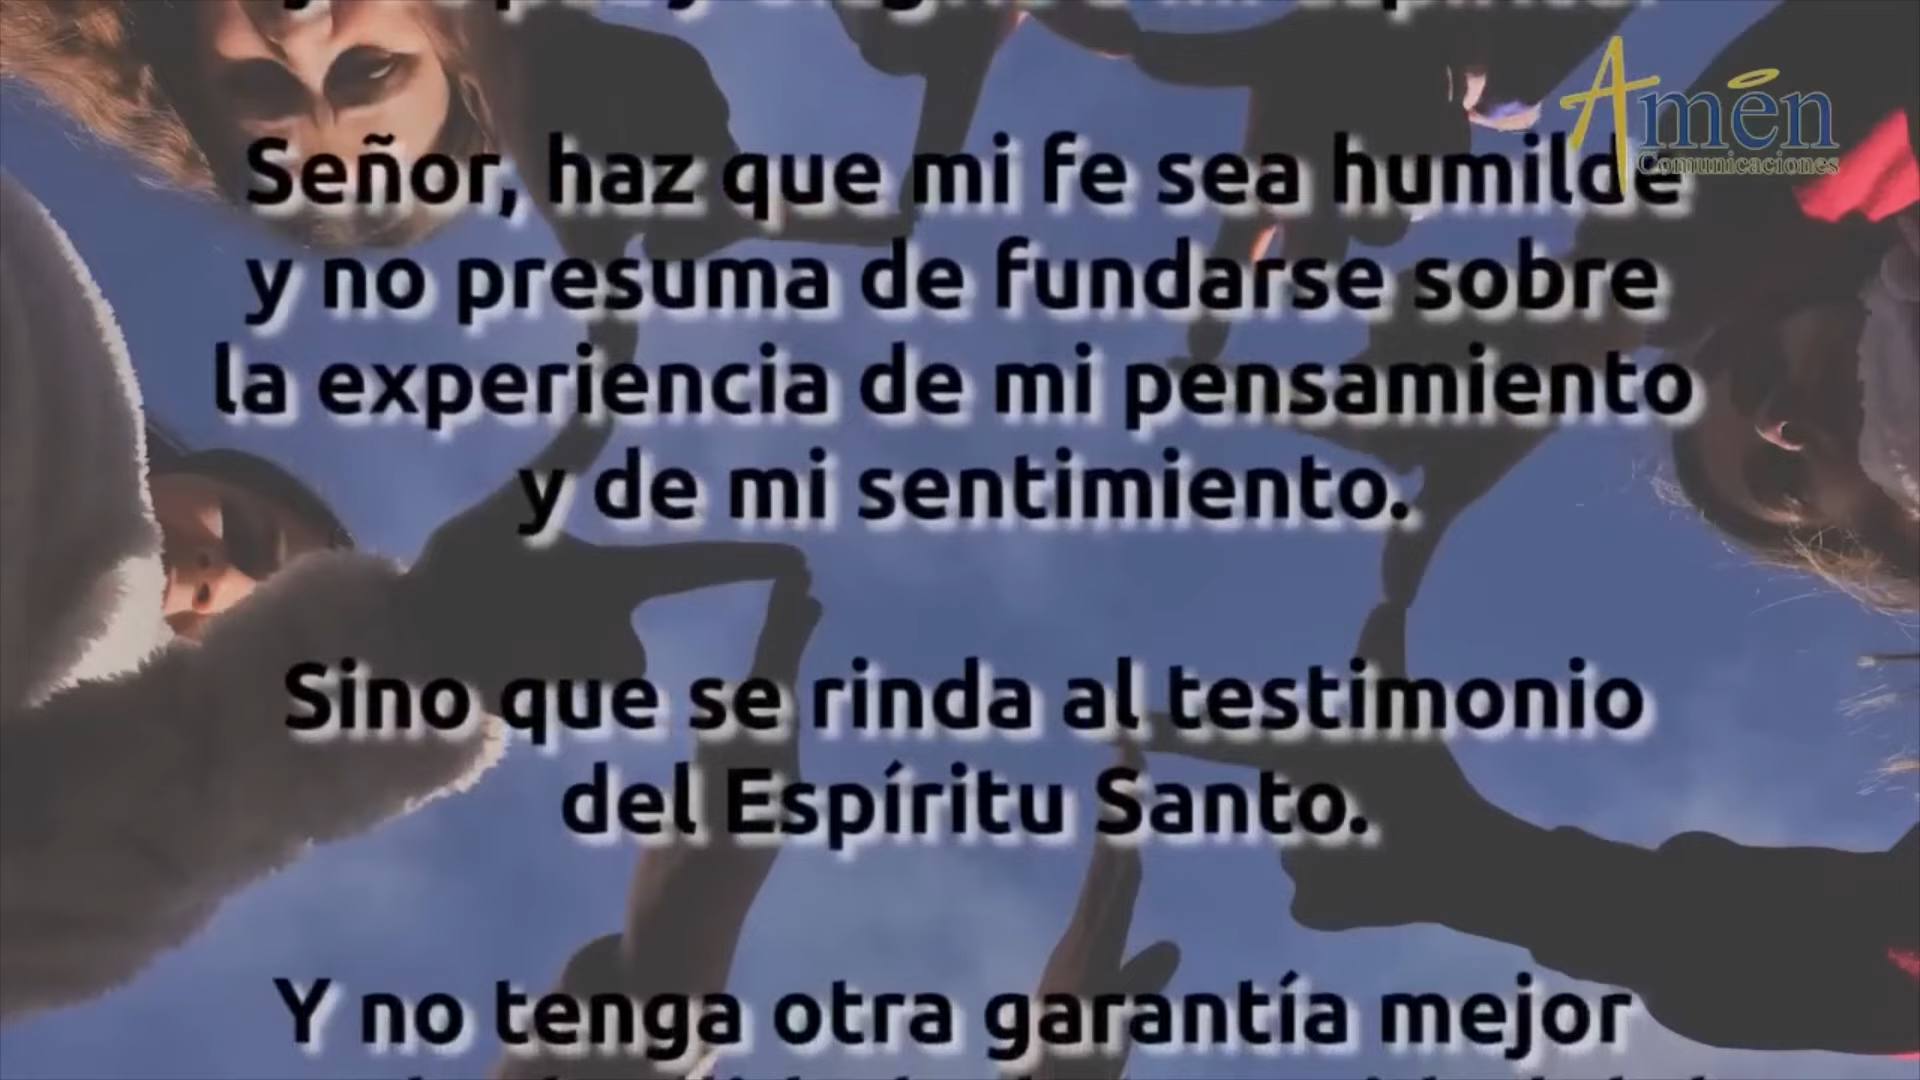 Amén
Comunicaciones
Señor, haz que mi fe sea humilde
y no presuma de fundarse sobre
la experiencia de mi pensamiento
y de mi sentimiento.
Sino que se rinda al testimonio
del Espíritu Santo.
Y no tenga otra garantía mejor